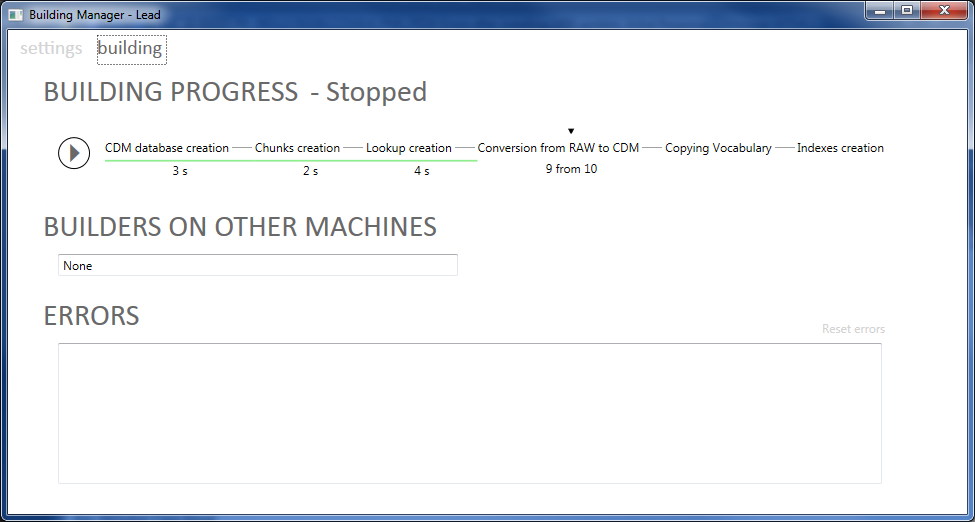 Building Manager - Lead
settings building
BUILDING PROGRESS - Stopped
CDM database creation Chunks creation Lookup creation Conversion from RAW to CDM Copying Vocabulary Indexes creation
3 s 2 s 4 s 9 from 10
BUILDERS ON OTHER MACHINES
None
ERRORS
Reset errors